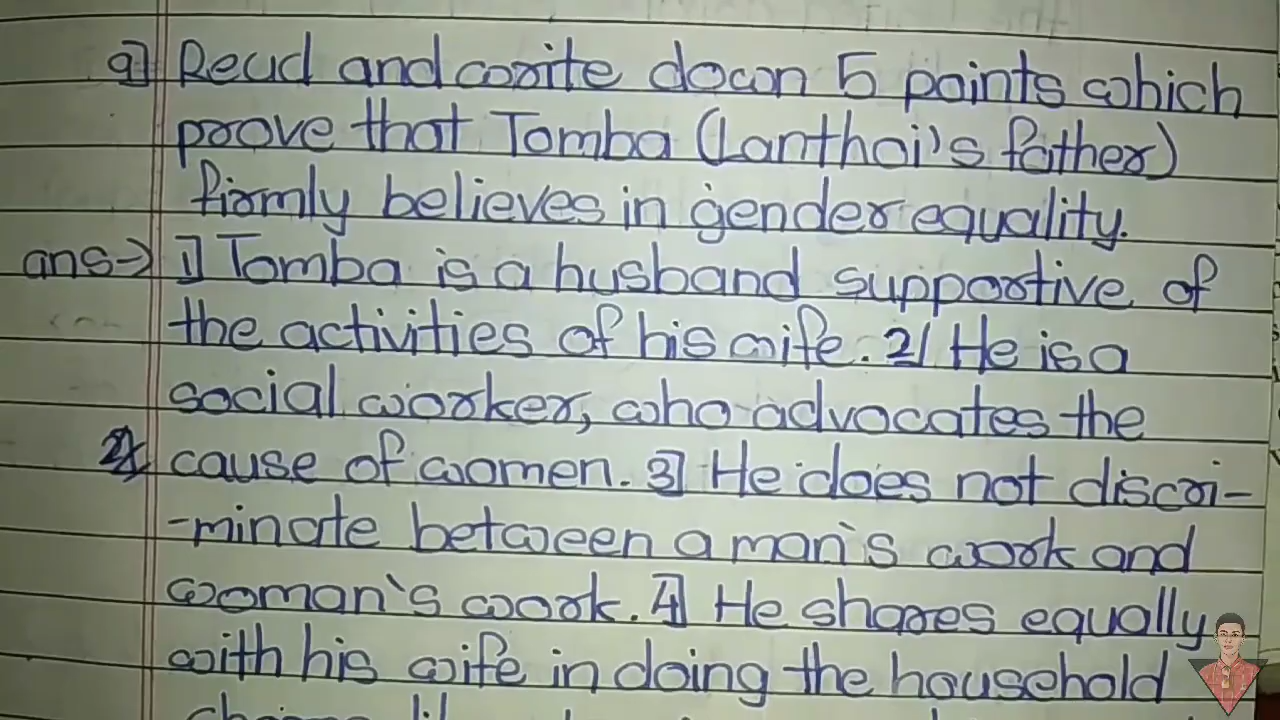 a] Read and write down 5 points which
prove that Tomba (Lanthoi's father)
firmly believes in gender equality.
ans→ 1] Tomba is a husband supportive of
the activities of his wife. 2] He is a
social worker, who advocates the
cause of women. 3] He does not discri-
-minate between a man's work and
woman's work. 4] He shares equally
with his wife in doing the household